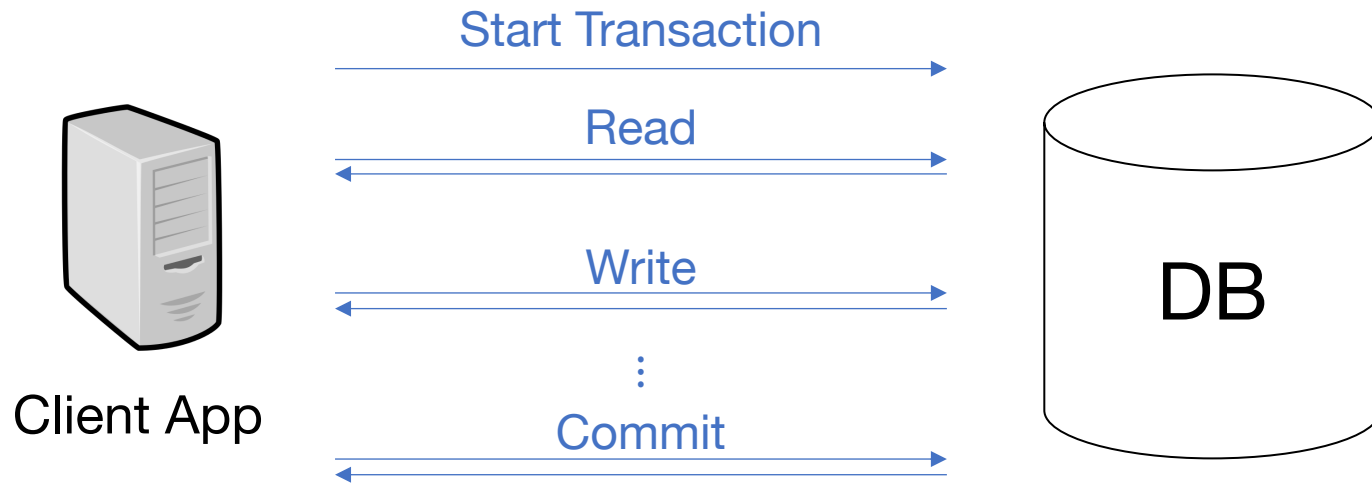 Start Transaction
Read
Write
⋮
Commit
Client App
DB